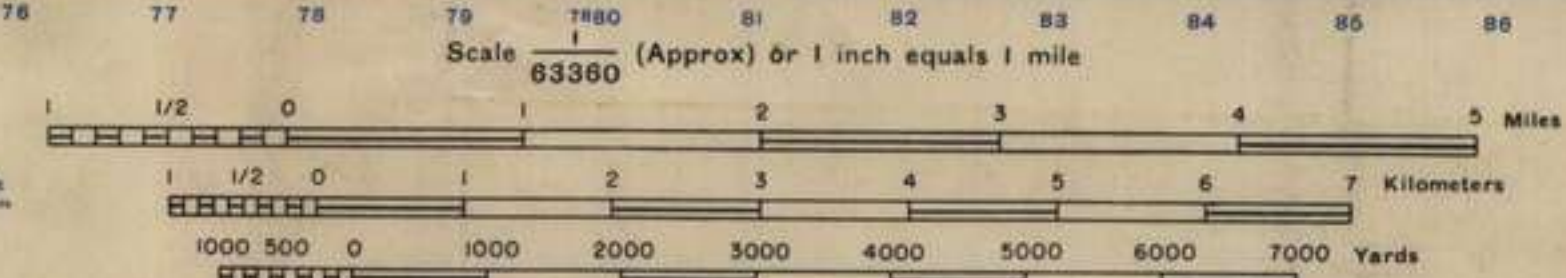 76 77 78 79 7880 81 82 83 84 85 86
Scale 1/63360 (Approx) or 1 inch equals 1 mile
1 1/2 0 1 2 3 4 5 Miles
1 1/2 0 1 2 3 4 5 6 7 Kilometers
1000 500 0 1000 2000 3000 4000 5000 6000 7000 Yards